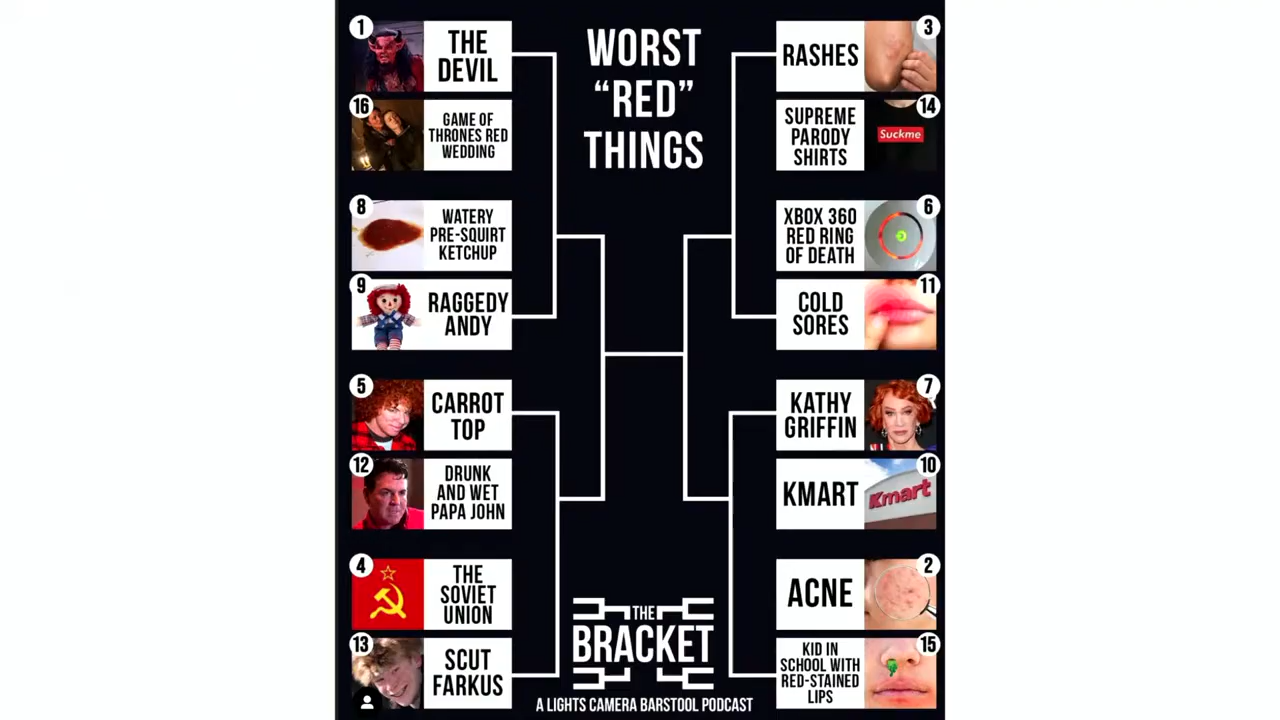 WORST
"RED"
THINGS
1
THE
DEVIL
16
GAME OF
THRONES RED
WEDDING
8
WATERY
PRE-SQUIRT
KETCHUP
9
RAGGEDY
ANDY
5
CARROT
TOP
12
DRUNK
AND WET
PAPA JOHN
4
THE
SOVIET
UNION
13
SCUT
FARKUS
3
RASHES
14
SUPREME
PARODY
SHIRTS
Suckme
6
XBOX 360
RED RING
OF DEATH
11
COLD
SORES
7
KATHY
GRIFFIN
10
KMART
Kmart
2
ACNE
15
KID IN
SCHOOL WITH
RED-STAINED
LIPS
THE
BRACKET
A LIGHTS CAMERA BARSTOOL PODCAST